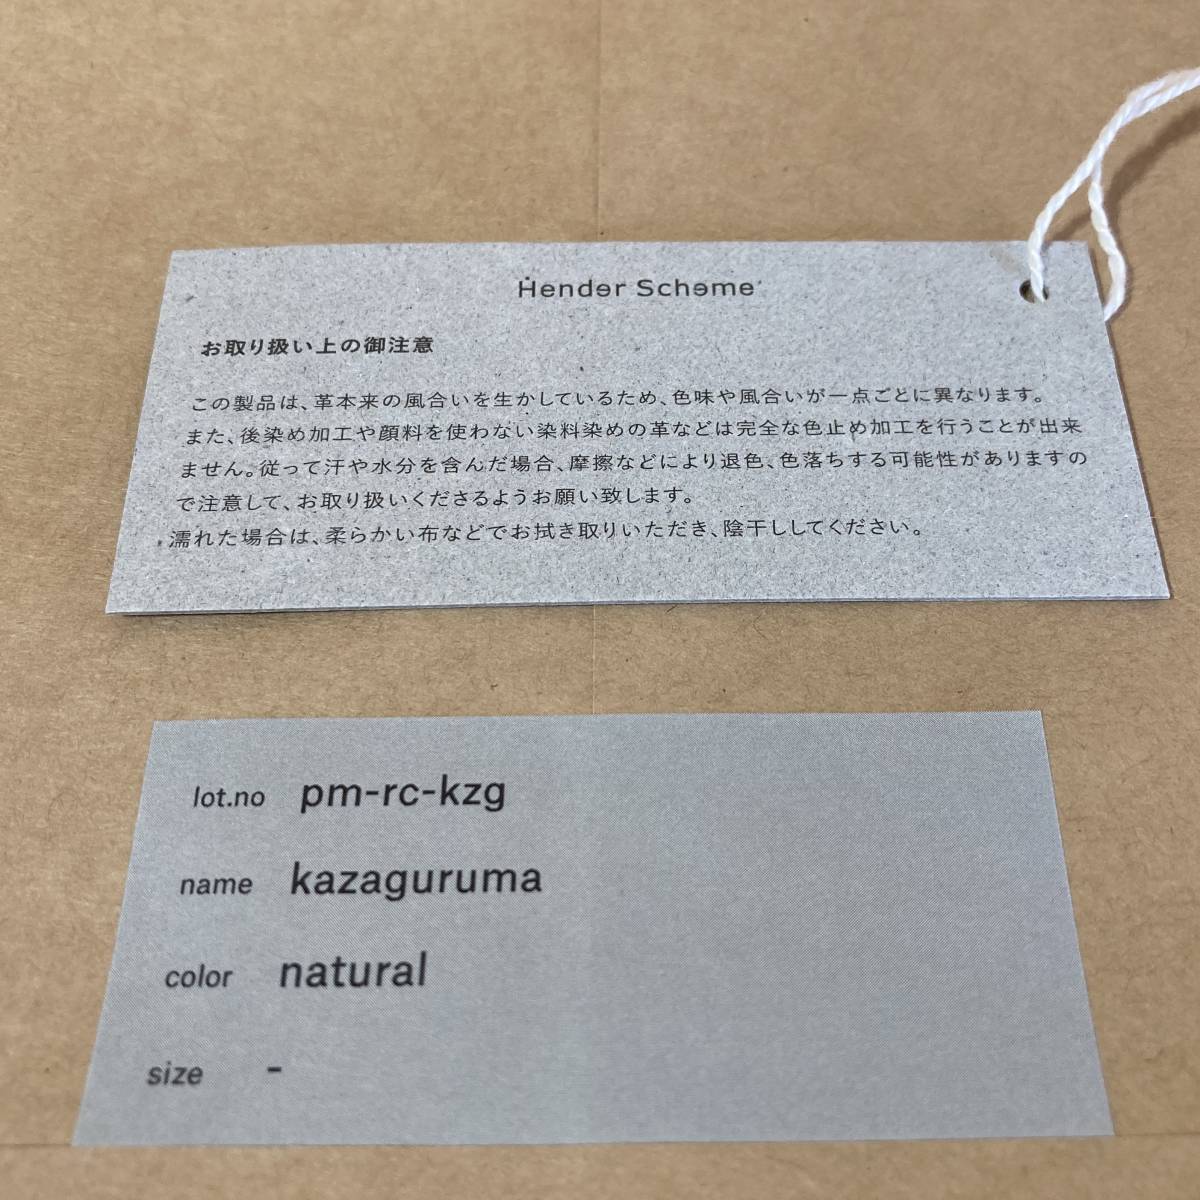 Hender Scheme
お取り扱い上の御注意
この製品は、革本来の風合いを生かしているため、色味や風合いが一点ごとに異なります。
また、後染め加工や顔料を使わない染料染めの革などは完全な色止め加工を行うことが出来
ません。従って汗や水分を含んだ場合、摩擦などにより退色、色落ちする可能性がありますの
で注意して、お取り扱いくださるようお願い致します。
濡れた場合は、柔らかい布などでお拭き取りいただき、陰干ししてください。
lot.no pm-rc-kzg
name kazaguruma
color natural
size -